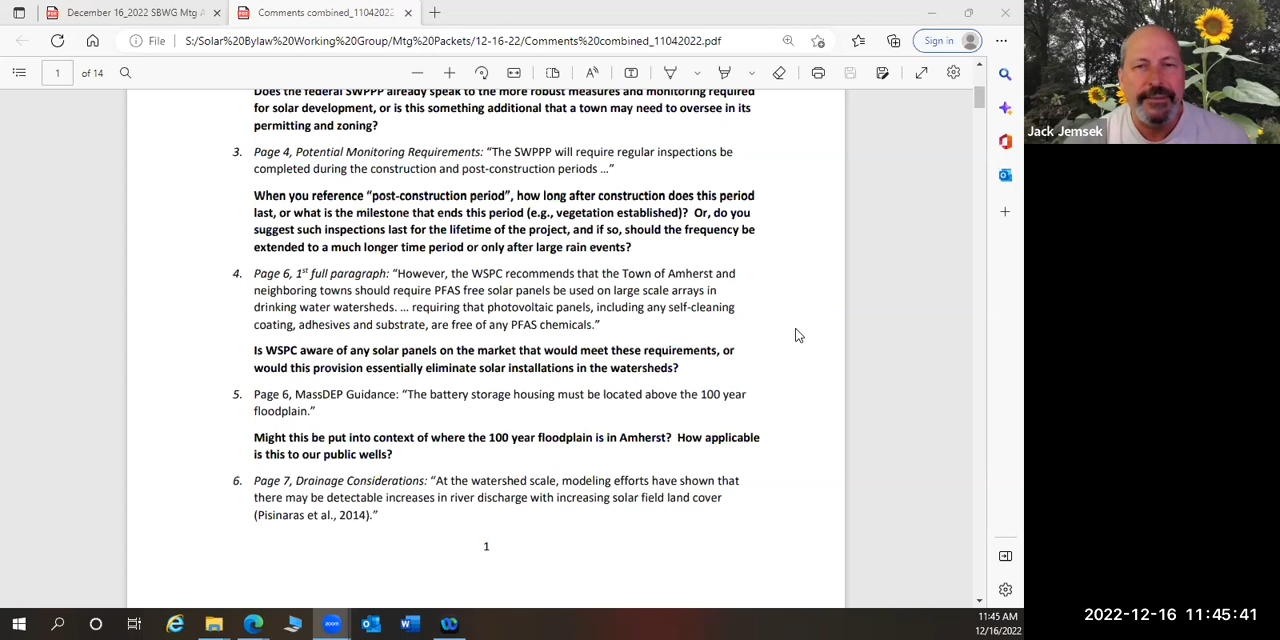 December 16_2022 SBWG Mtg A
Comments combined_11042022
File
S:/Solar%20Bylaw%20Working%20Group/Mtg%20Packets/12-16-22/Comments%20combined_11042022.pdf
Sign in
1 of 14
Does the federal SWPPP already speak to the more robust measures and monitoring required
for solar development, or is this something additional that a town may need to oversee in its
permitting and zoning?
3. Page 4, Potential Monitoring Requirements: “The SWPPP will require regular inspections be
completed during the construction and post-construction periods …”
When you reference “post-construction period”, how long after construction does this period
last, or what is the milestone that ends this period (e.g., vegetation established)? Or, do you
suggest such inspections last for the lifetime of the project, and if so, should the frequency be
extended to a much longer time period or only after large rain events?
4. Page 6, 1st full paragraph: “However, the WSPC recommends that the Town of Amherst and
neighboring towns should require PFAS free solar panels be used on large scale arrays in
drinking water watersheds. … requiring that photovoltaic panels, including any self-cleaning
coating, adhesives and substrate, are free of any PFAS chemicals.”
Is WSPC aware of any solar panels on the market that would meet these requirements, or
would this provision essentially eliminate solar installations in the watersheds?
5. Page 6, MassDEP Guidance: “The battery storage housing must be located above the 100 year
floodplain.”
Might this be put into context of where the 100 year floodplain is in Amherst? How applicable
is this to our public wells?
6. Page 7, Drainage Considerations: “At the watershed scale, modeling efforts have shown that
there may be detectable increases in river discharge with increasing solar field land cover
(Pisinaras et al., 2014).”
1
Jack Jemsek
zoom
11:45 AM
12/16/2022
2022-12-16 11:45:41